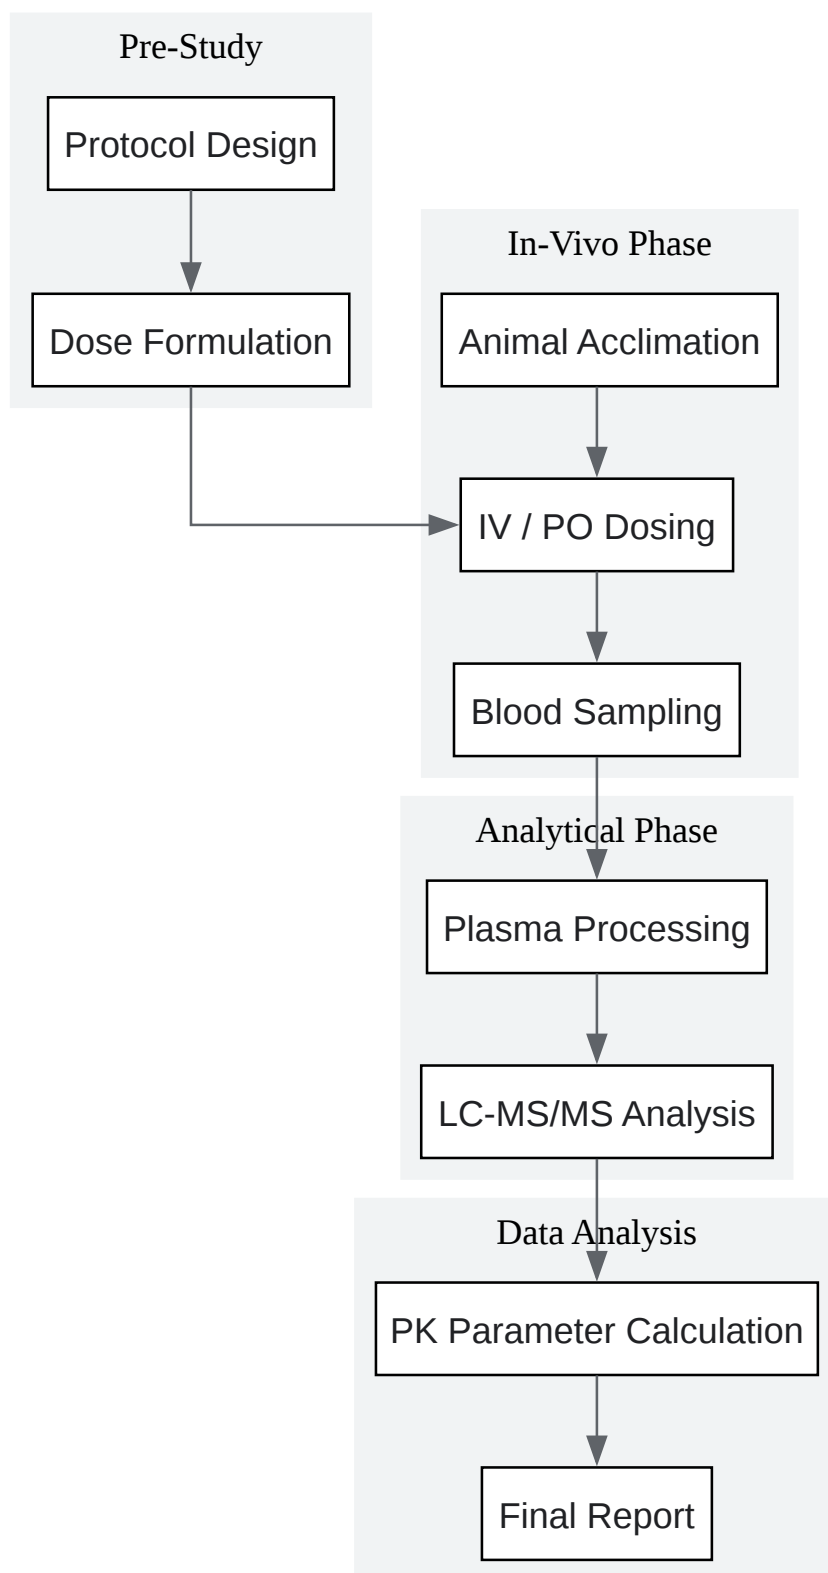 Pre-Study
Protocol Design
Dose Formulation
In-Vivo Phase
Animal Acclimation
IV / PO Dosing
Blood Sampling
Analytical Phase
Plasma Processing
LC-MS/MS Analysis
Data Analysis
PK Parameter Calculation
Final Report